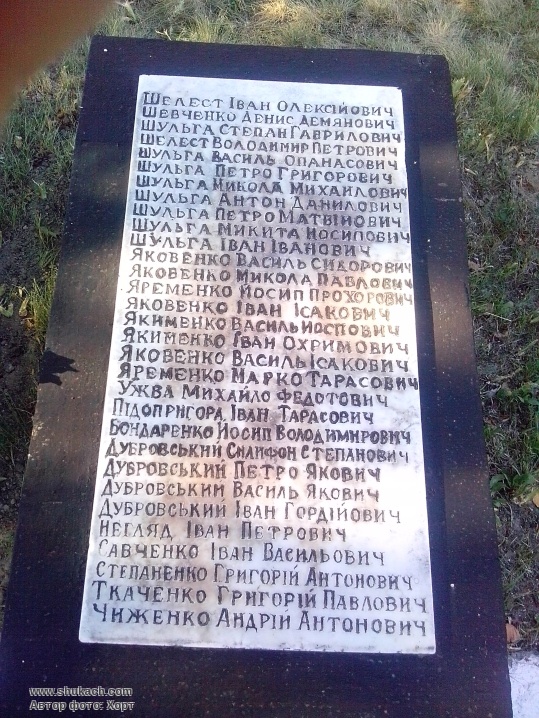 Шелест Іван Олексійович
Шевченко Денис Демянович
Шульга Степан Гаврилович
Шелест Володимир Петрович
Шульга Василь Опанасович
Шульга Петро Григорович
Шульга Микола Михайлович
Шульга Антон Данилович
Шульга Петро Матвійович
Шульга Микита Йосипович
Шульга Іван Іванович
Яковенко Василь Сидорович
Яковенко Микола Павлович
Яременко Йосип Прохорович
Яковенко Іван Ісакович
Якименко Василь Йоспович
Якименко Іван Охримович
Яковенко Василь Ісакович
Яременко Марко Тарасович
Ужва Михайло Федотович
Підопригора Іван Тарасович
Бондаренко Йосип Володимирович
Дубровський Силифон Степанович
Дубровський Петро Якович
Дубровський Василь Якович
Дубровський Іван Гордійович
Негляд Іван Петрович
Савченко Іван Васильович
Степаненко Григорій Антонович
Ткаченко Григорій Павлович
Чиженко Андрій Антонович
www.shukach.com
Автор фото: Хорт